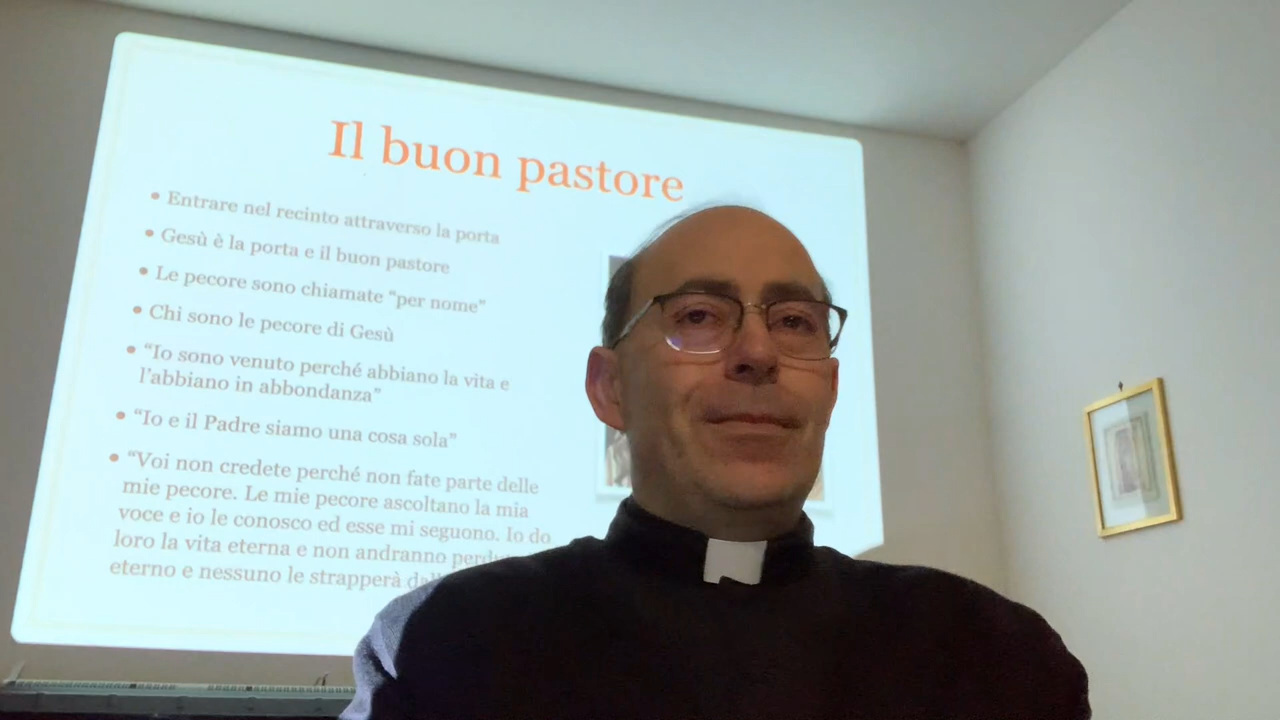 Il buon pastore
• Entrare nel recinto attraverso la porta
• Gesù è la porta e il buon pastore
• Le pecore sono chiamate “per nome”
• Chi sono le pecore di Gesù
• “Io sono venuto perché abbiano la vita e
l’abbiano in abbondanza”
• “Io e il Padre siamo una cosa sola”
• “Voi non credete perché non fate parte delle
mie pecore. Le mie pecore ascoltano la mia
voce e io le conosco ed esse mi seguono. Io do
loro la vita eterna e non andranno
eterno e nessuno le strapperà